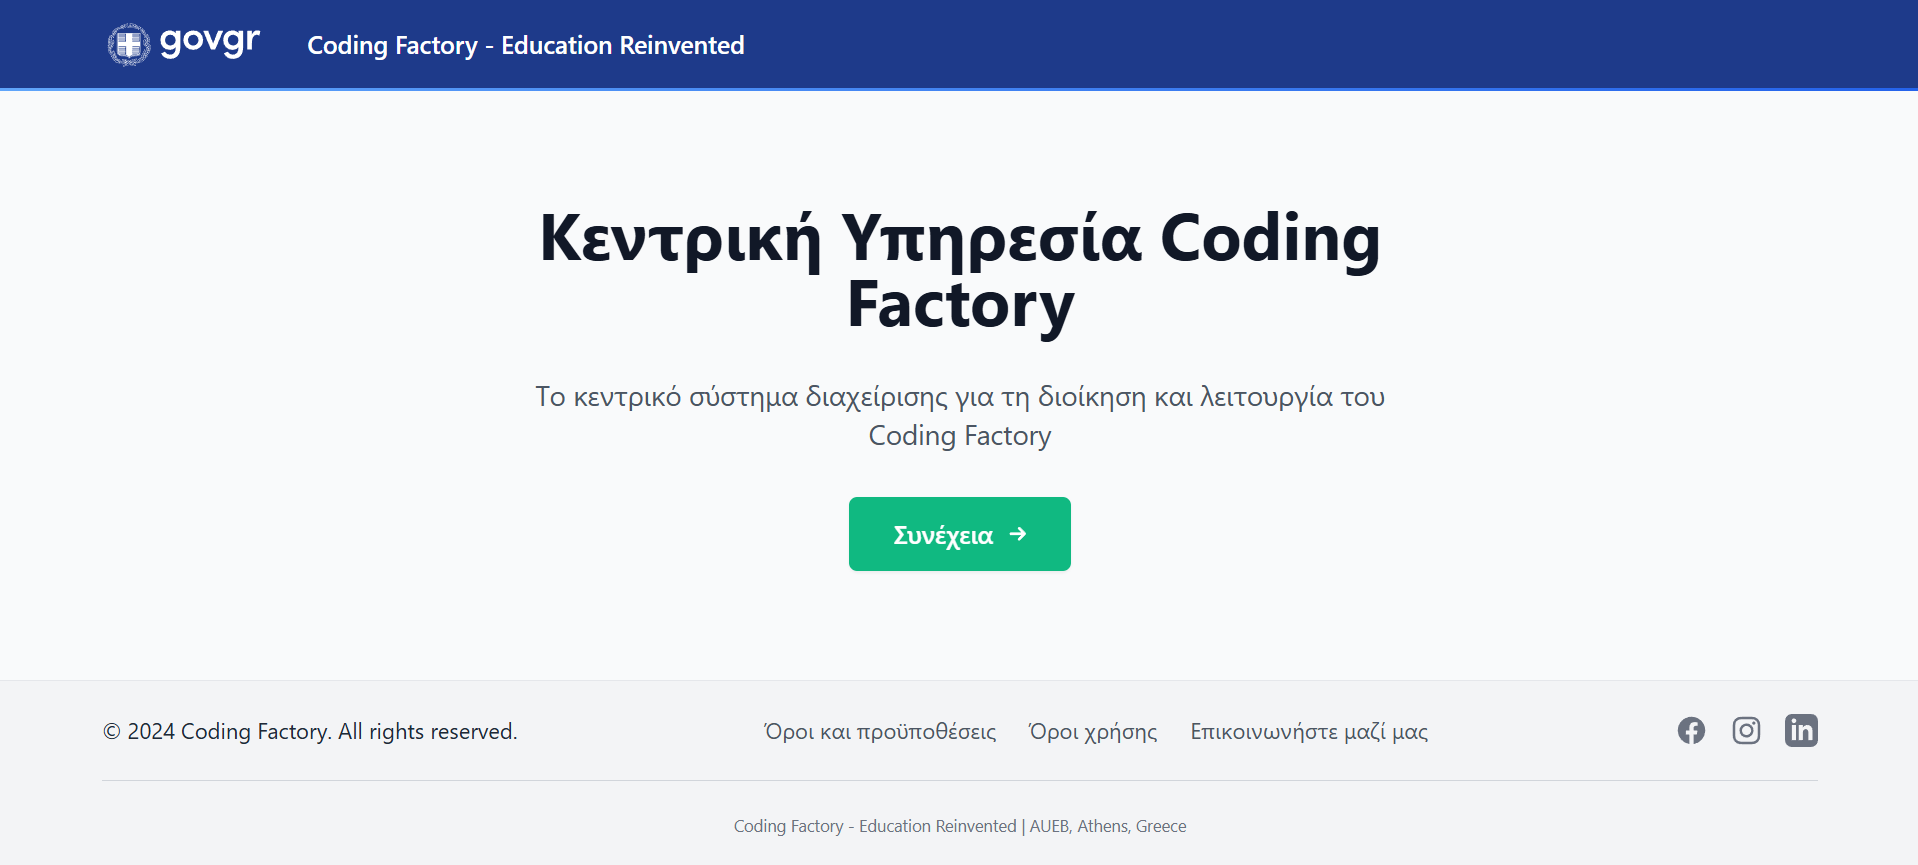 govgr
Coding Factory - Education Reinvented
Κεντρική Υπηρεσία Coding
Factory
Το κεντρικό σύστημα διαχείρισης για τη διοίκηση και λειτουργία του
Coding Factory
Συνέχεια →
© 2024 Coding Factory. All rights reserved.
Όροι και προϋποθέσεις
Όροι χρήσης
Επικοινωνήστε μαζί μας
in
Coding Factory - Education Reinvented | AUEB, Athens, Greece